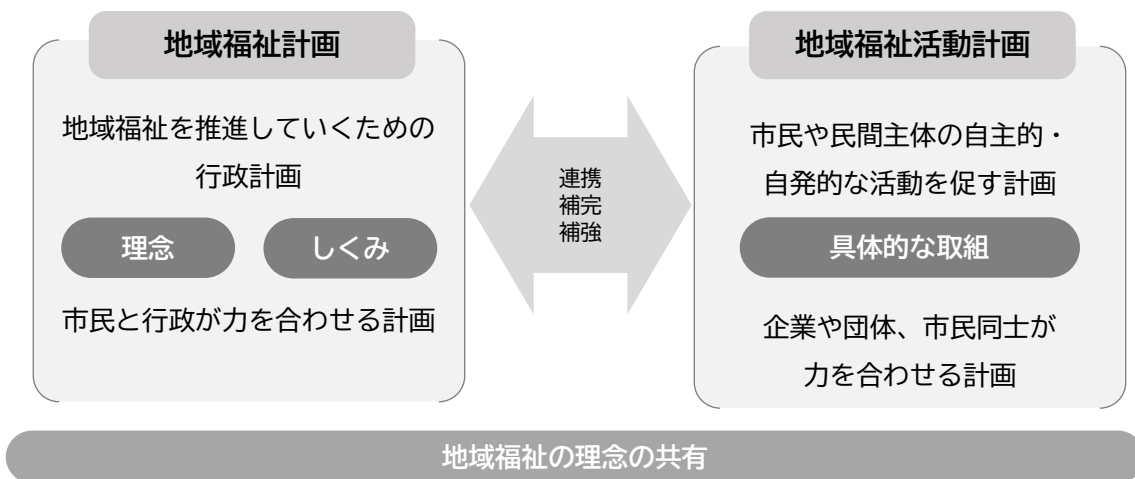 地域福祉計画
地域福祉を推進していくための
行政計画
理念
しくみ
市民と行政が力を合わせる計画
連携
補完
補強
地域福祉活動計画
市民や民間主体の自主的・
自発的な活動を促す計画
具体的な取組
企業や団体、市民同士が
力を合わせる計画
地域福祉の理念の共有